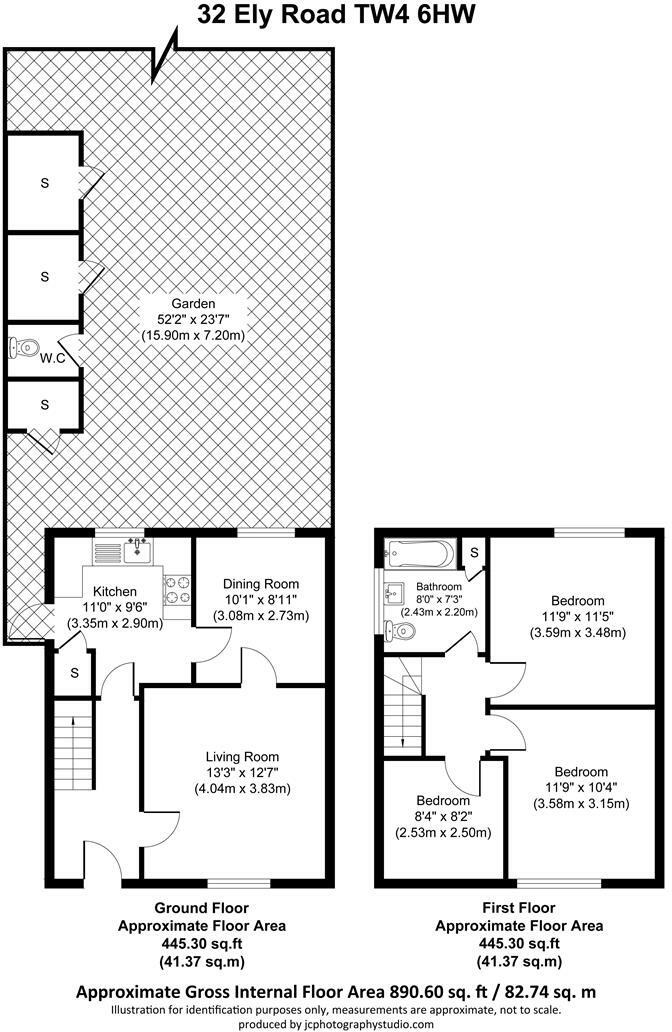 32 Ely Road TW4 6HW
S
S
Garden
52'2" x 23'7"
(15.90m x 7.20m)
W.C
S
Kitchen
11'0" x 9'6"
(3.35m x 2.90m)
Dining Room
10'1" x 8'11"
(3.08m x 2.73m)
S
Living Room
13'3" x 12'7"
(4.04m x 3.83m)
S
Bathroom
8'0" x 7'3"
(2.43m x 2.20m)
Bedroom
11'9" x 11'5"
(3.59m x 3.48m)
Bedroom
11'9" x 10'4"
(3.58m x 3.15m)
Bedroom
8'4" x 8'2"
(2.53m x 2.50m)
Ground Floor
Approximate Floor Area
445.30 sq.ft
(41.37 sq.m)
First Floor
Approximate Floor Area
445.30 sq.ft
(41.37 sq.m)
Approximate Gross Internal Floor Area 890.60 sq. ft / 82.74 sq. m
Illustration for identification purposes only, measurements are approximate, not to scale.
produced by jcphotographystudio.com